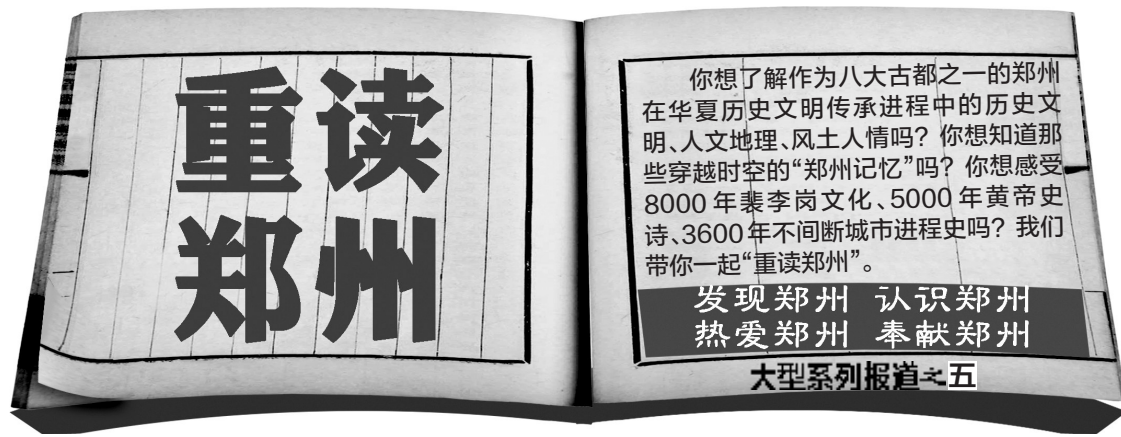 重读
郑州
你想了解作为八大古都之一的郑州
在华夏历史文明传承进程中的历史文
明、人文地理、风土人情吗？你想知道那
些穿越时空的“郑州记忆”吗？你想感受
8000年裴李岗文化、5000年黄帝史
诗、3600年不间断城市进程史吗？我们
带你一起“重读郑州”。
发现郑州 认识郑州
热爱郑州 奉献郑州
大型系列报道之五